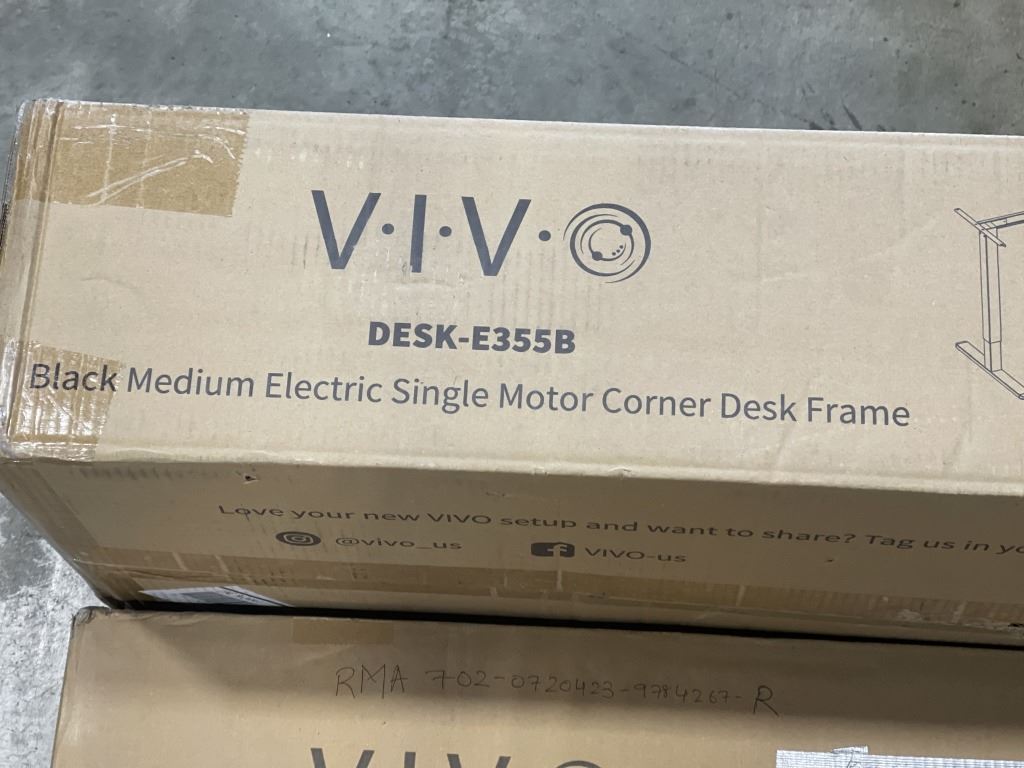 V·I·V·O
DESK-E355B
Black Medium Electric Single Motor Corner Desk Frame
Love your new VIVO setup and want to share? Tag us in
@vivo_us
VIVO-us
RMA 702-0720423-9784267-R
VIVO